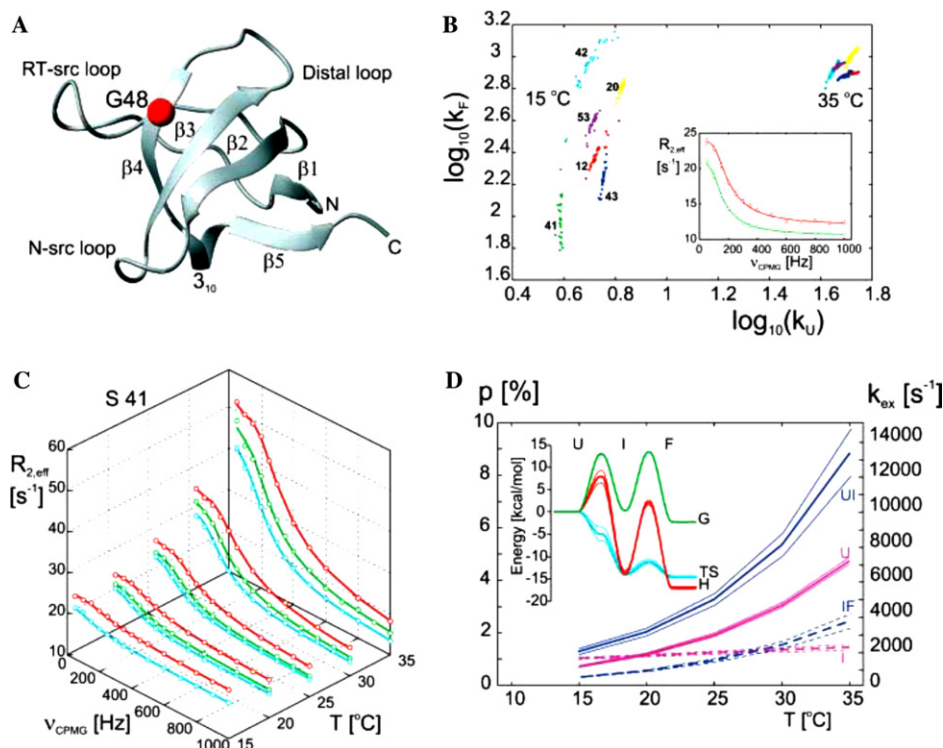 A
RT-src loop
G48
Distal loop
β3
β2
β4
β1
N
N-src loop
C
β5
3₁₀
B
log₁₀(k_F)
3.2
3.0
2.8
2.6
2.4
2.2
2
1.8
1.6
42
15 °C
20
53
12
43
41
35 °C
R₂,eff
[s⁻¹]
25
20
15
10
0 200 400 600 800 1000
ν_CPMG [Hz]
0.4 0.6 0.8 1 1.2 1.4 1.6 1.8
log₁₀(k_U)
C
S 41
R₂,eff
[s⁻¹]
60
50
40
30
20
10
0
200
400
600
800
1000
ν_CPMG [Hz]
15
20
25
30
35
T [°C]
D
p [%]
k_ex [s⁻¹]
10
8
6
4
2
0
14000
12000
10000
8000
6000
4000
2000
0
U I F
Energy [kcal/mol]
15
10
5
0
-5
-10
-15
-20
G
TS
H
UI
U
IF
I
10 15 20 25 30 35
T [°C]